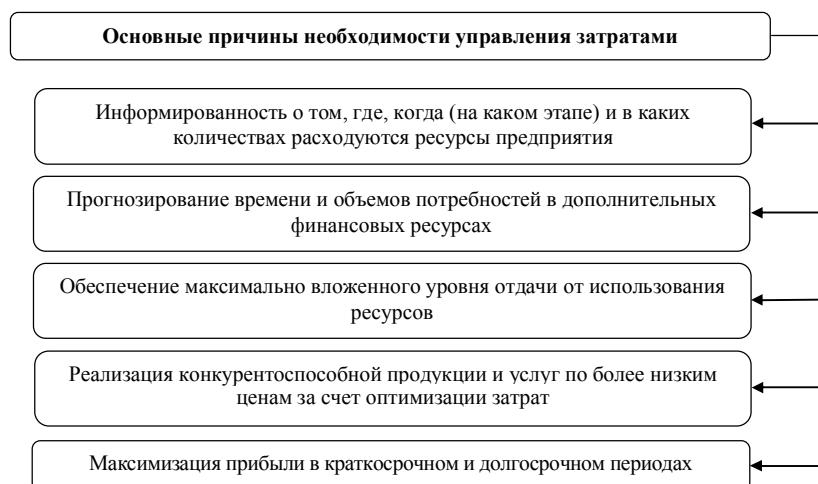 Основные причины необходимости управления затратами
Информированность о том, где, когда (на каком этапе) и в каких
количествах расходуются ресурсы предприятия
Прогнозирование времени и объемов потребностей в дополнительных
финансовых ресурсах
Обеспечение максимально вложенного уровня отдачи от использования
ресурсов
Реализация конкурентоспособной продукции и услуг по более низким
ценам за счет оптимизации затрат
Максимизация прибыли в краткосрочном и долгосрочном периодах